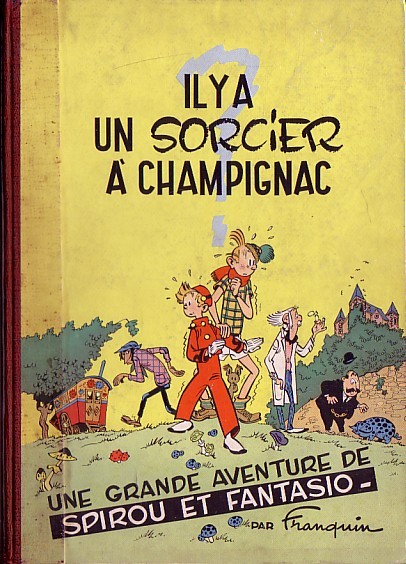 IL Y A
UN SORCIER
À CHAMPIGNAC
UNE GRANDE AVENTURE DE
SPIROU ET FANTASIO-
PAR Franquin